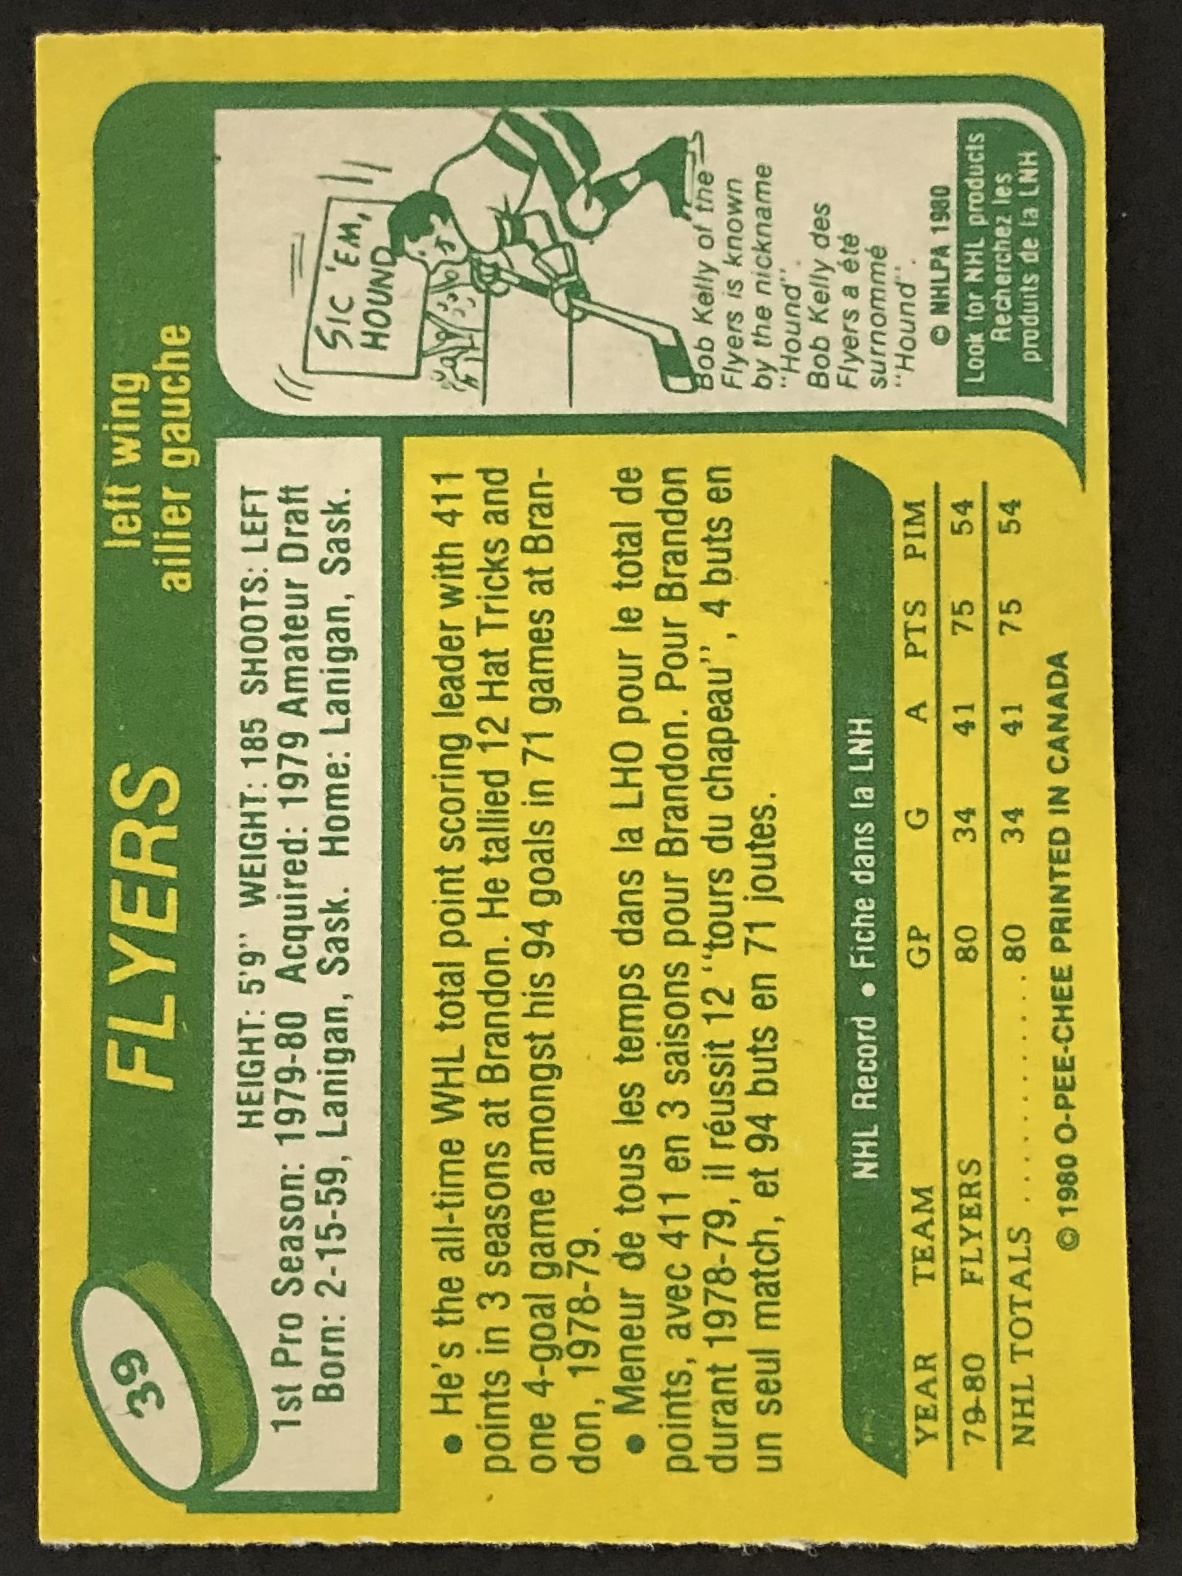 39
FLYERS
left wing
ailier gauche
HEIGHT: 5'9" WEIGHT: 185 SHOOTS: LEFT
1st Pro Season: 1979-80 Acquired: 1979 Amateur Draft
Born: 2-15-59, Lanigan, Sask. Home: Lanigan, Sask.
• He's the all-time WHL total point scoring leader with 411
points in 3 seasons at Brandon. He tallied 12 Hat Tricks and
one 4-goal game amongst his 94 goals in 71 games at Bran-
don, 1978-79.
• Meneur de tous les temps dans la LHO pour le total de
points, avec 411 en 3 saisons pour Brandon. Pour Brandon
durant 1978-79, il réussit 12 "tours du chapeau", 4 buts en
un seul match, et 94 buts en 71 joutes.
SIC 'EM,
HOUND
Bob Kelly of the
Flyers is known
by the nickname
"Hound".
Bob Kelly des
Flyers a été
surnommé
"Hound".
© NHLPA 1980
Look for NHL products
Recherchez les
produits de la LNH
NHL Record • Fiche dans la LNH
YEAR TEAM GP G A PTS PIM
79-80 FLYERS 80 34 41 75 54
NHL TOTALS .......... 80 34 41 75 54
© 1980 O-PEE-CHEE PRINTED IN CANADA